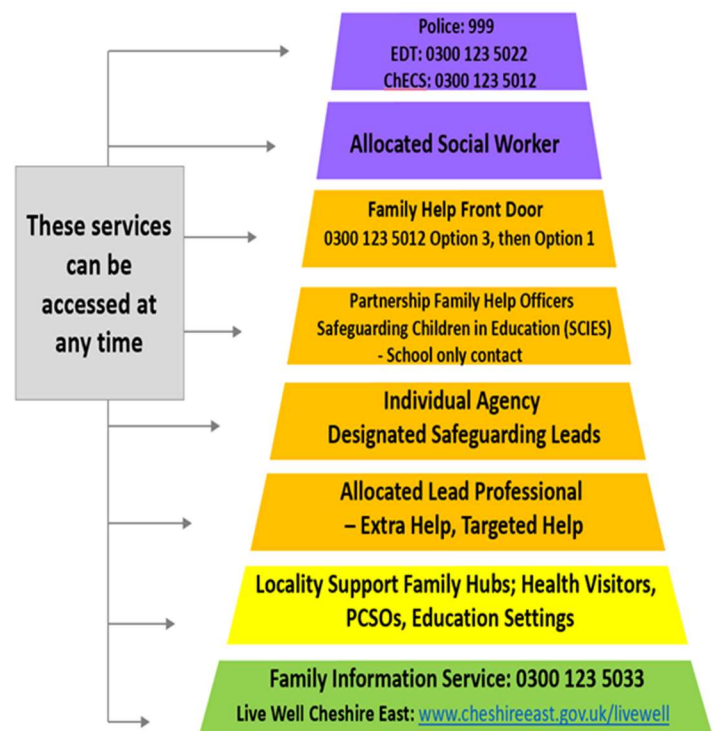 Police: 999
EDT: 0300 123 5022
ChECS: 0300 123 5012
Allocated Social Worker
These services
can be
accessed at
any time
Family Help Front Door
0300 123 5012 Option 3, then Option 1
Partnership Family Help Officers
Safeguarding Children in Education (SCIES)
- School only contact
Individual Agency
Designated Safeguarding Leads
Allocated Lead Professional
– Extra Help, Targeted Help
Locality Support Family Hubs; Health Visitors,
PCSOs, Education Settings
Family Information Service: 0300 123 5033
Live Well Cheshire East: www.cheshireeast.gov.uk/livewell